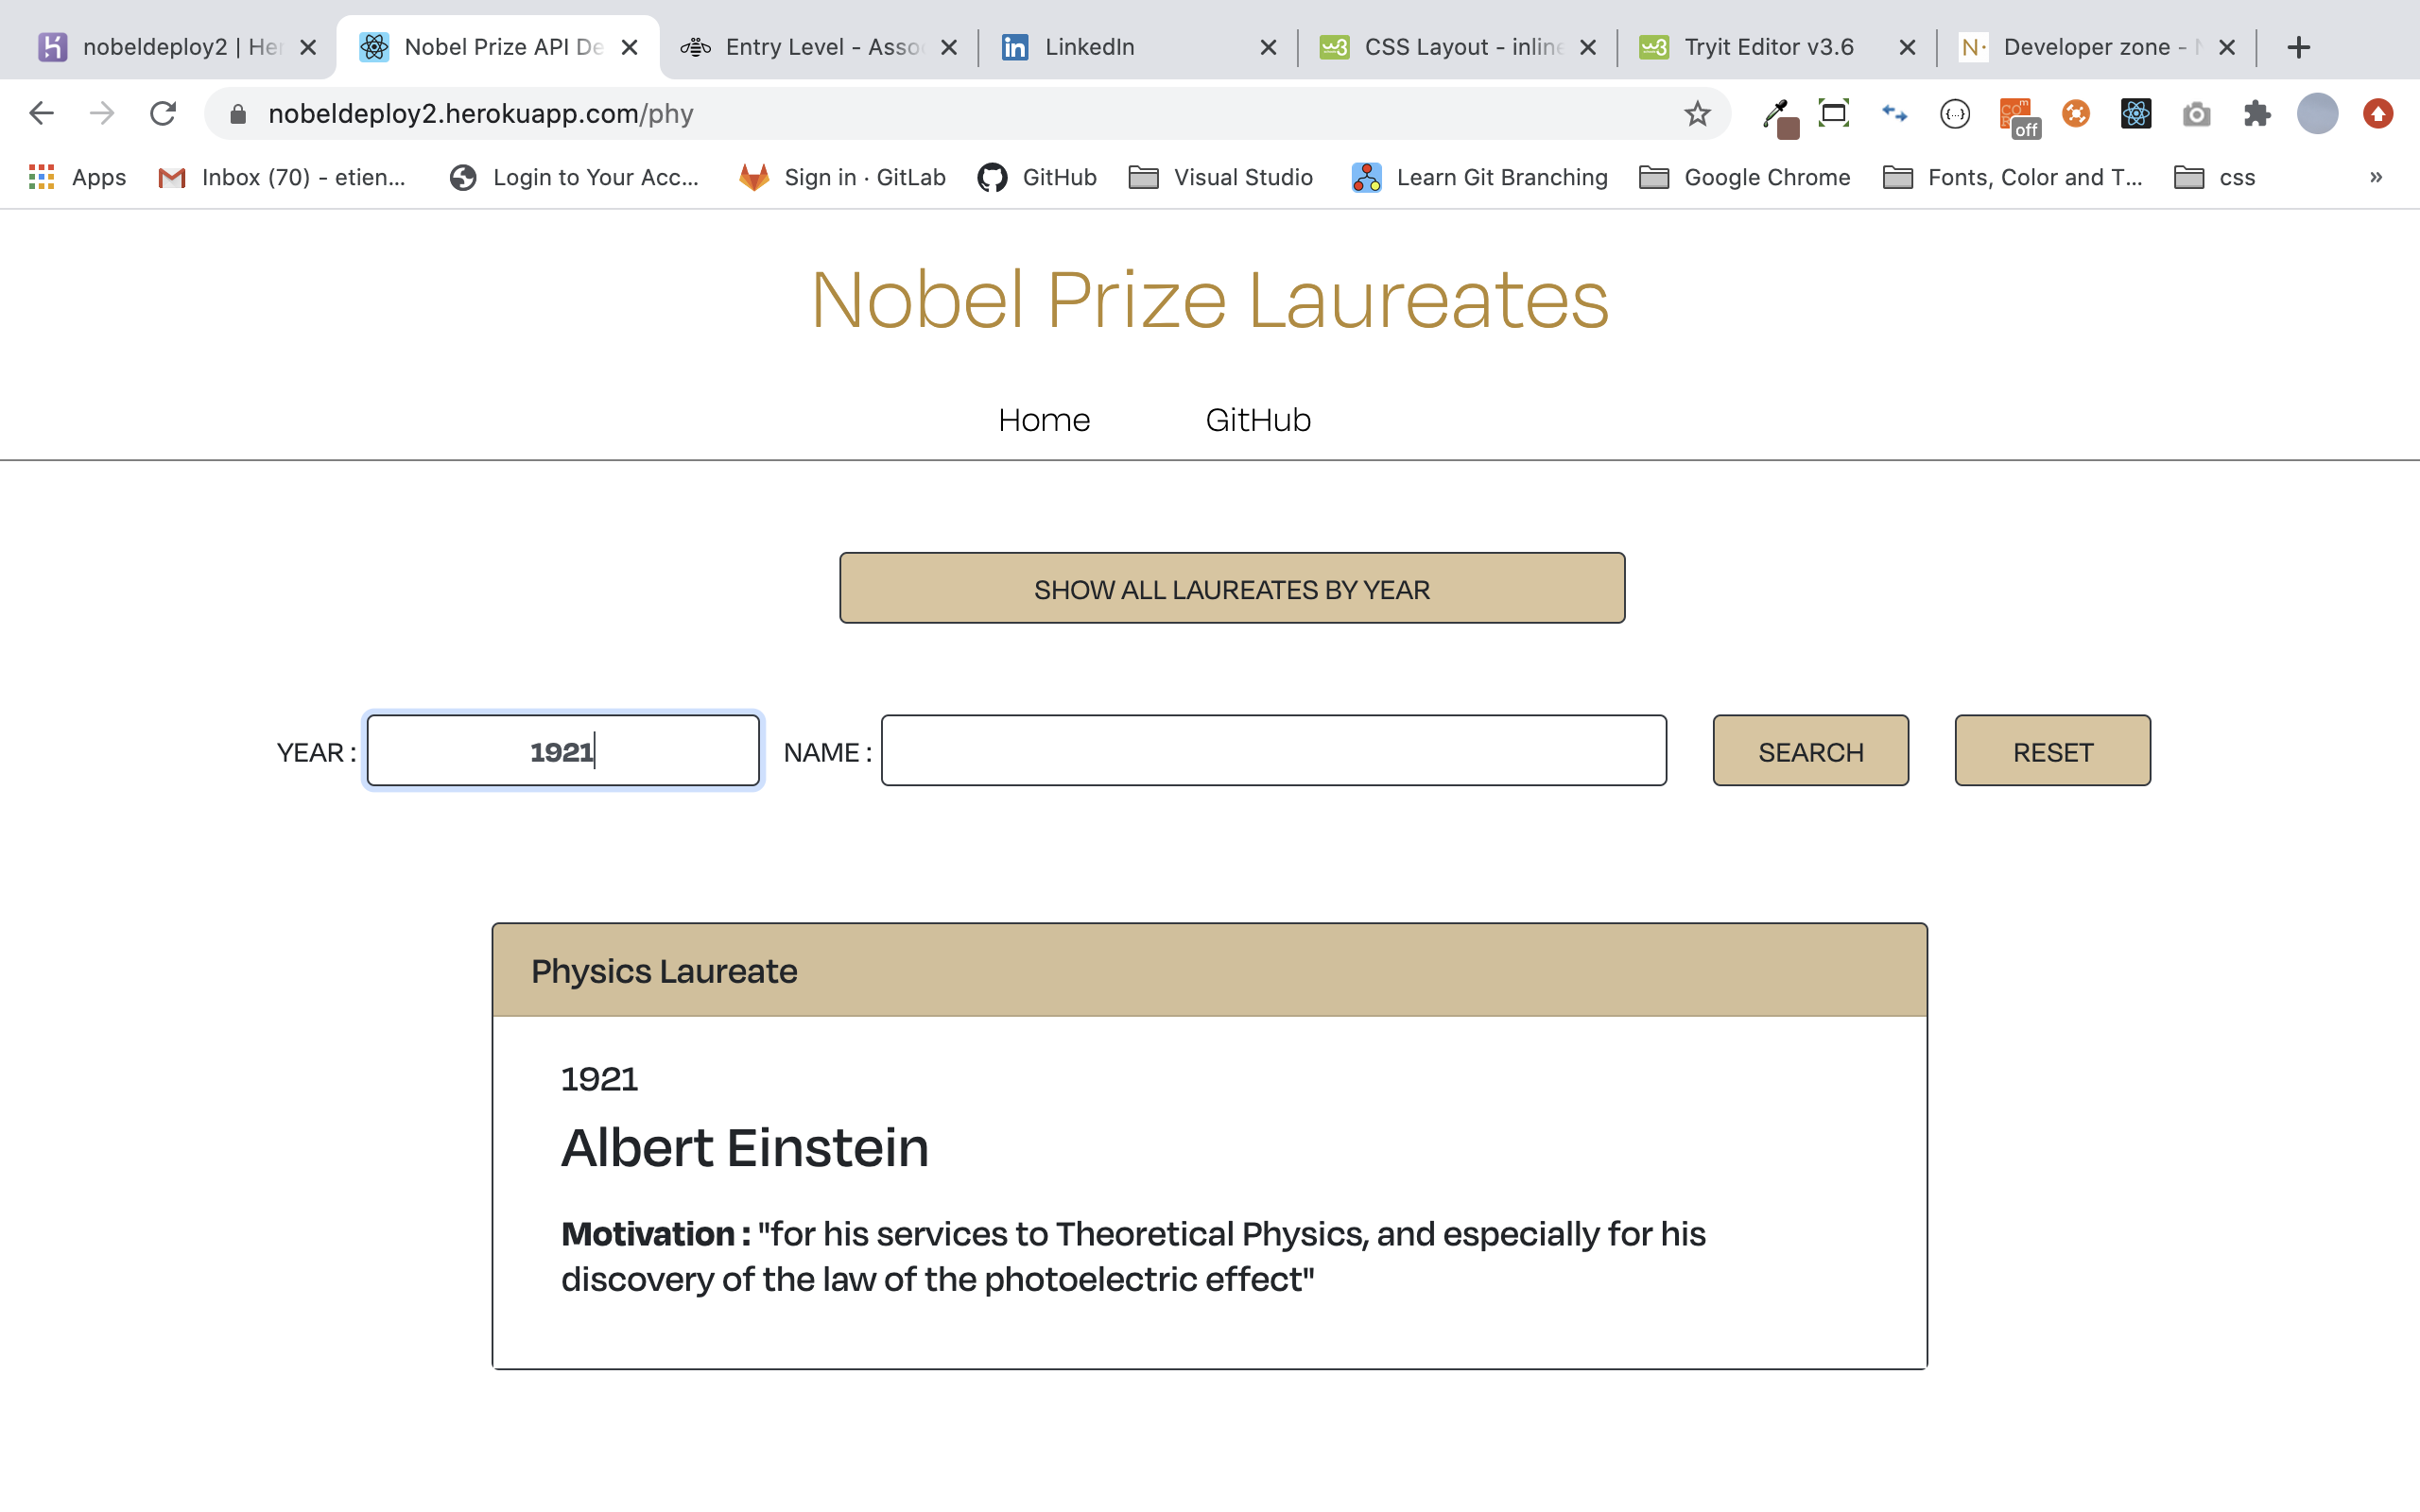 nobeldeploy2 | Her
Nobel Prize API De
Entry Level - Asso
LinkedIn
CSS Layout - inline
Tryit Editor v3.6
Developer zone -
nobeldeploy2.herokuapp.com/phy
off
Apps
Inbox (70) - etien...
Login to Your Acc...
Sign in · GitLab
GitHub
Visual Studio
Learn Git Branching
Google Chrome
Fonts, Color and T...
css
»
Nobel Prize Laureates
Home GitHub
SHOW ALL LAUREATES BY YEAR
YEAR : 1921 NAME : SEARCH RESET
Physics Laureate
1921
Albert Einstein
Motivation : "for his services to Theoretical Physics, and especially for his
discovery of the law of the photoelectric effect"